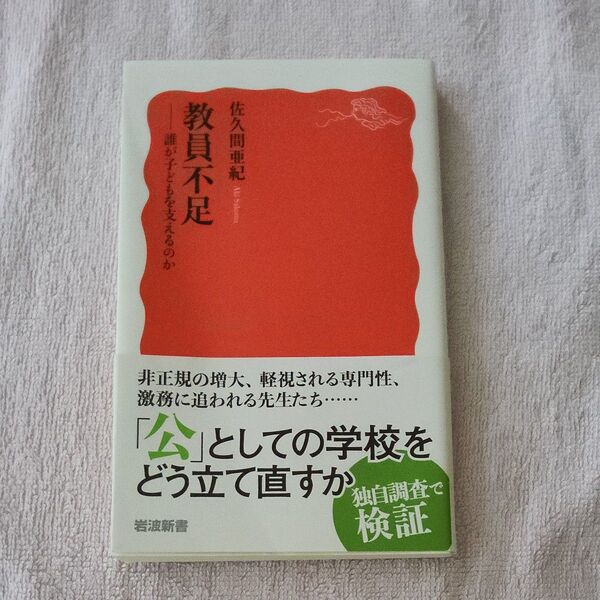 佐久間亜紀
Aki Sakuma
教員不足
──誰が子どもを支えるのか
非正規の増大、軽視される専門性、
激務に追われる先生たち……
「公」としての学校を
どう立て直すか
独自調査で
検証
岩波新書